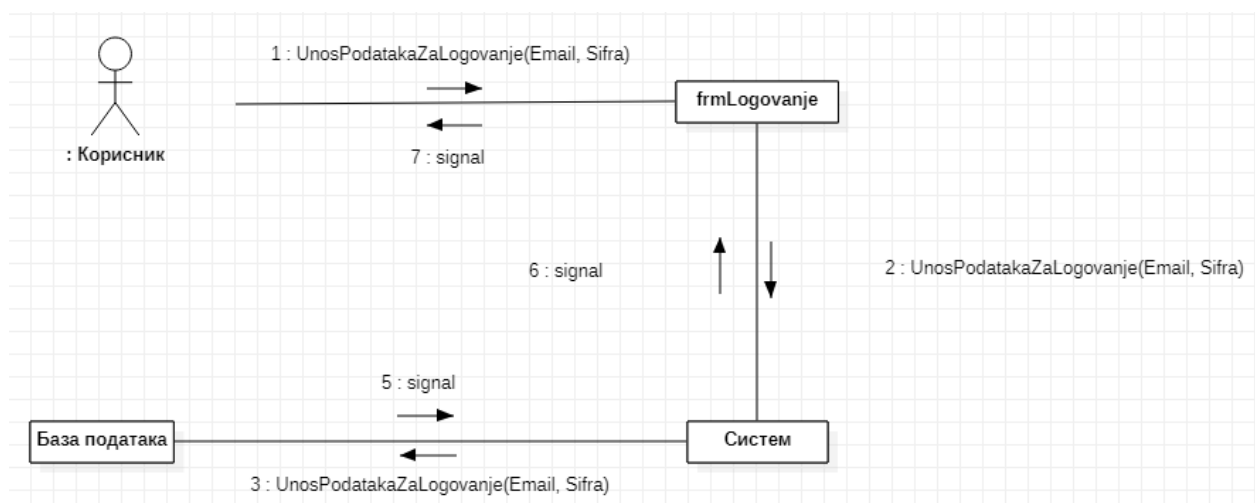 1 : UnosPodatakaZaLogovanje(Email, Sifra)
frmLogovanje
: Корисник
7 : signal
6 : signal
2 : UnosPodatakaZaLogovanje(Email, Sifra)
5 : signal
База података
Систем
3 : UnosPodatakaZaLogovanje(Email, Sifra)